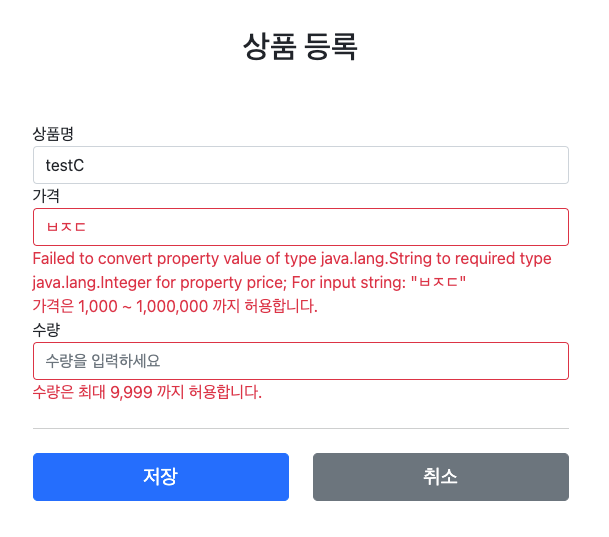 상품 등록
상품명
testC
가격
ㅂㅈㄷ
Failed to convert property value of type java.lang.String to required type
java.lang.Integer for property price; For input string: "ㅂㅈㄷ"
가격은 1,000 ~ 1,000,000 까지 허용합니다.
수량
수량을 입력하세요
수량은 최대 9,999 까지 허용합니다.
저장
취소